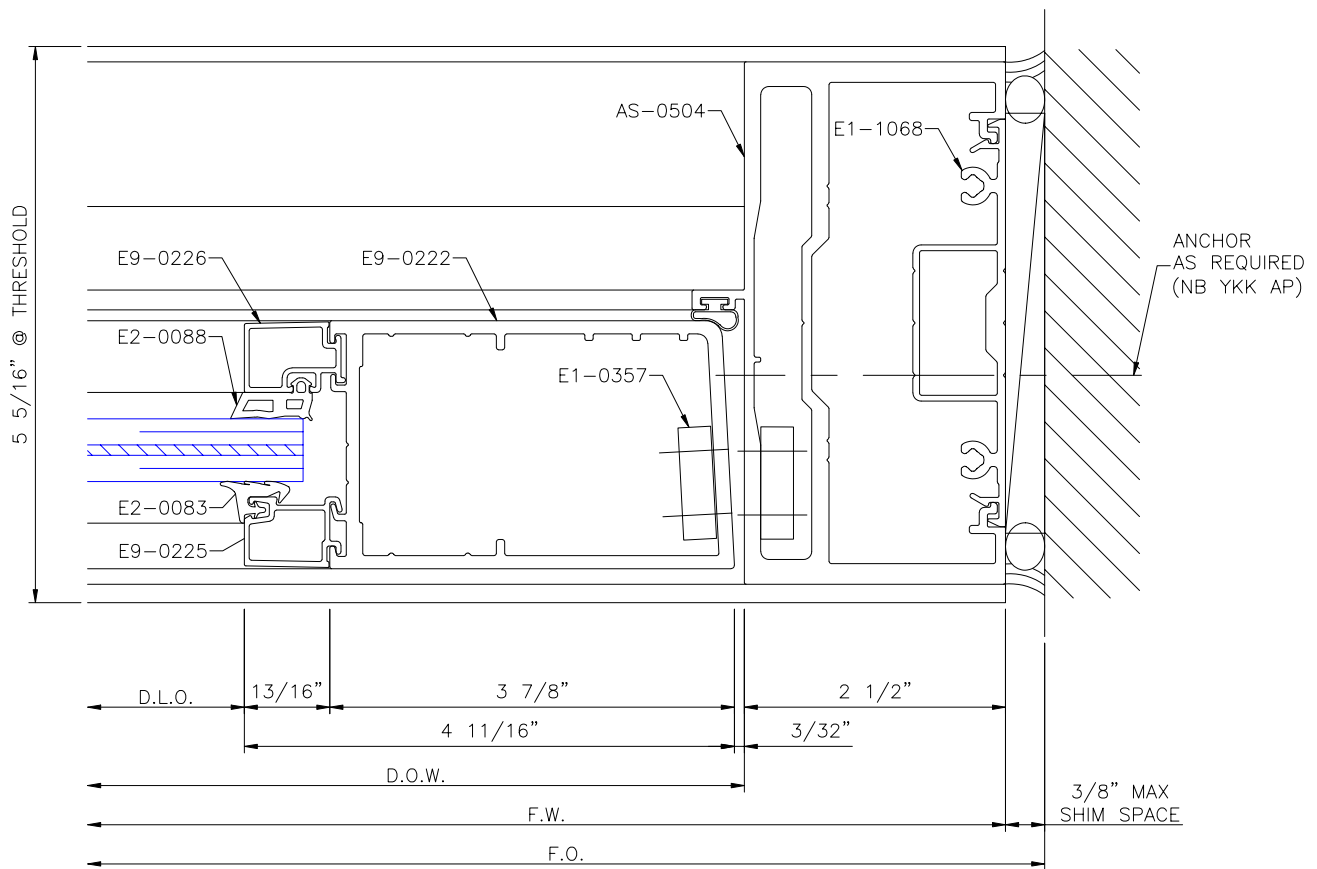 AS-0504
E1-1068
5 5/16" @ THRESHOLD
ANCHOR
AS REQUIRED
(NB YKK AP)
E9-0226
E9-0222
E2-0088
E1-0357
E2-0083
E9-0225
D.L.O.
13/16"
3 7/8"
2 1/2"
4 11/16"
3/32"
D.O.W.
3/8" MAX
SHIM SPACE
F.W.
F.O.